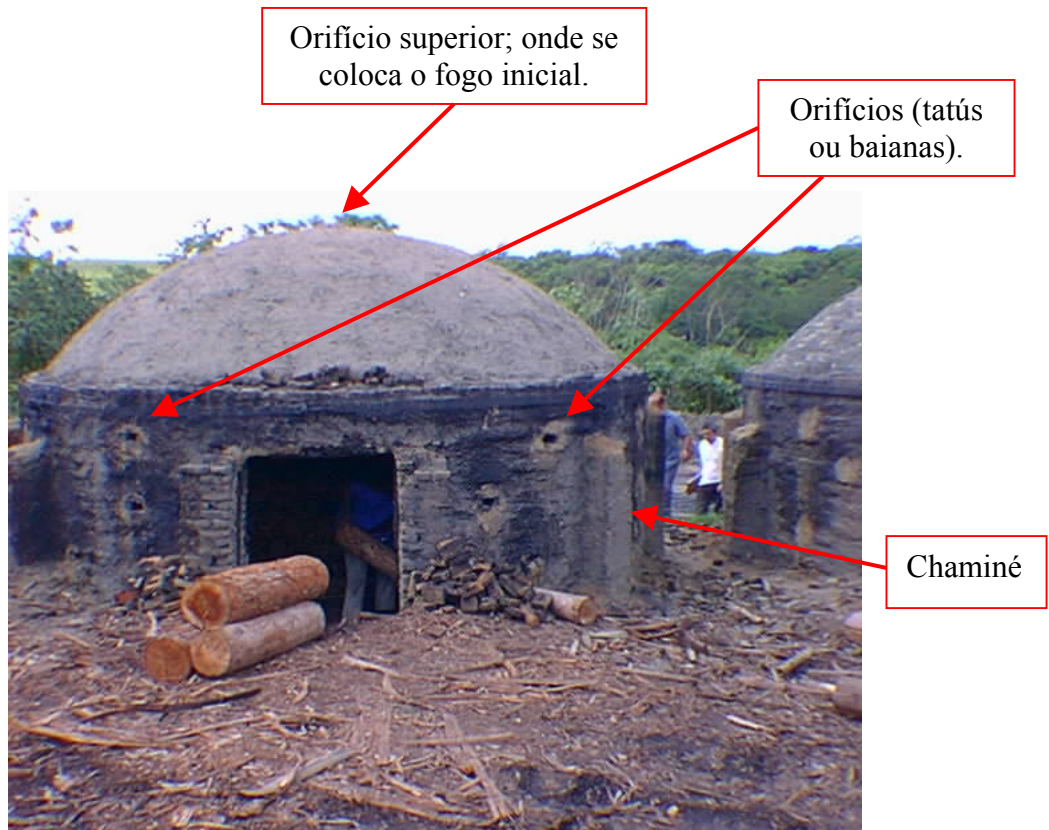 Orifício superior; onde se
coloca o fogo inicial.
Orifícios (tatús
ou baianas).
Chaminé